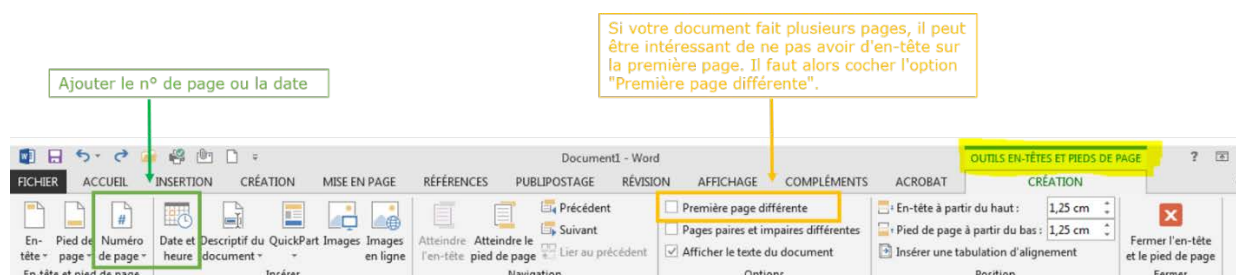 Si votre document fait plusieurs pages, il peut
être intéressant de ne pas avoir d'en-tête sur
la première page. Il faut alors cocher l'option
"Première page différente".
Ajouter le n° de page ou la date
Document1 - Word
OUTILS EN-TÊTES ET PIEDS DE PAGE
?
FICHIER ACCUEIL INSERTION CRÉATION MISE EN PAGE RÉFÉRENCES PUBLIPOSTAGE RÉVISION AFFICHAGE COMPLÉMENTS ACROBAT CRÉATION
En-
tête
Pied de
page
#
Numéro
de page
Date et
heure
Descriptif du
document
QuickPart
Images
Images
en ligne
Atteindre
l'en-tête
Atteindre le
pied de page
Précédent
Suivant
Lier au précédent
Première page différente
Pages paires et impaires différentes
Afficher le texte du document
En-tête à partir du haut : 1,25 cm
Pied de page à partir du bas : 1,25 cm
Insérer une tabulation d'alignement
Fermer l'en-tête
et le pied de page
En-tête et pied de page Insérer Navigation Options Position Fermer